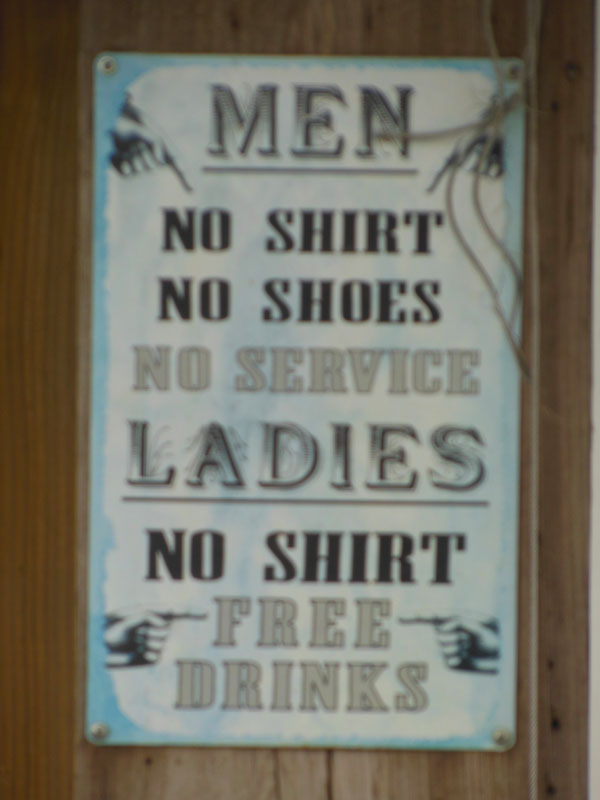 MEN
NO SHIRT
NO SHOES
NO SERVICE
LADIES
NO SHIRT
FREE
DRINKS